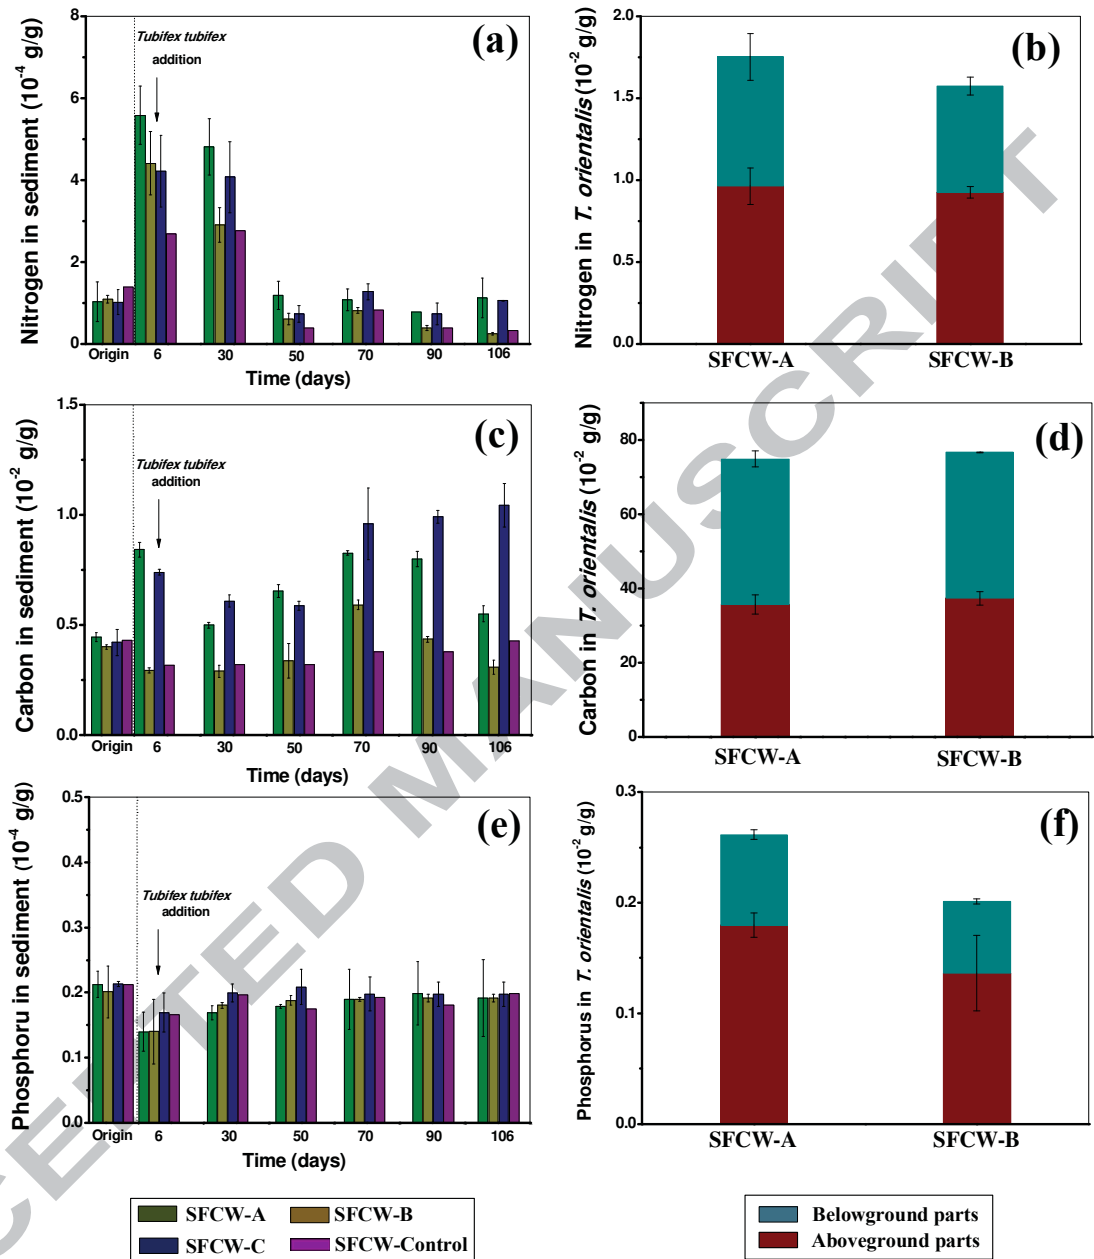 Nitrogen in sediment (10⁻⁴ g/g)
8
6
4
2
0
Tubifex tubifex
addition
(a)
Origin 6 30 50 70 90 106
Time (days)
Nitrogen in T. orientalis (10⁻² g/g)
2.0
1.5
1.0
0.5
0.0
(b)
SFCW-A SFCW-B
Carbon in sediment (10⁻² g/g)
1.5
1.0
0.5
0.0
Tubifex tubifex
addition
(c)
Origin 6 30 50 70 90 106
Time (days)
Carbon in T. orientalis (10⁻² g/g)
80
60
40
20
0
(d)
SFCW-A SFCW-B
Phosphoru in sediment (10⁻⁴ g/g)
0.5
0.4
0.3
0.2
0.1
0.0
Tubifex tubifex
addition
(e)
Origin 6 30 50 70 90 106
Time (days)
Phosphorus in T. orientalis (10⁻² g/g)
0.3
0.2
0.1
0.0
(f)
SFCW-A SFCW-B
SFCW-A SFCW-B
SFCW-C SFCW-Control
Belowground parts
Aboveground parts
CEPTED MANUSCRIPT